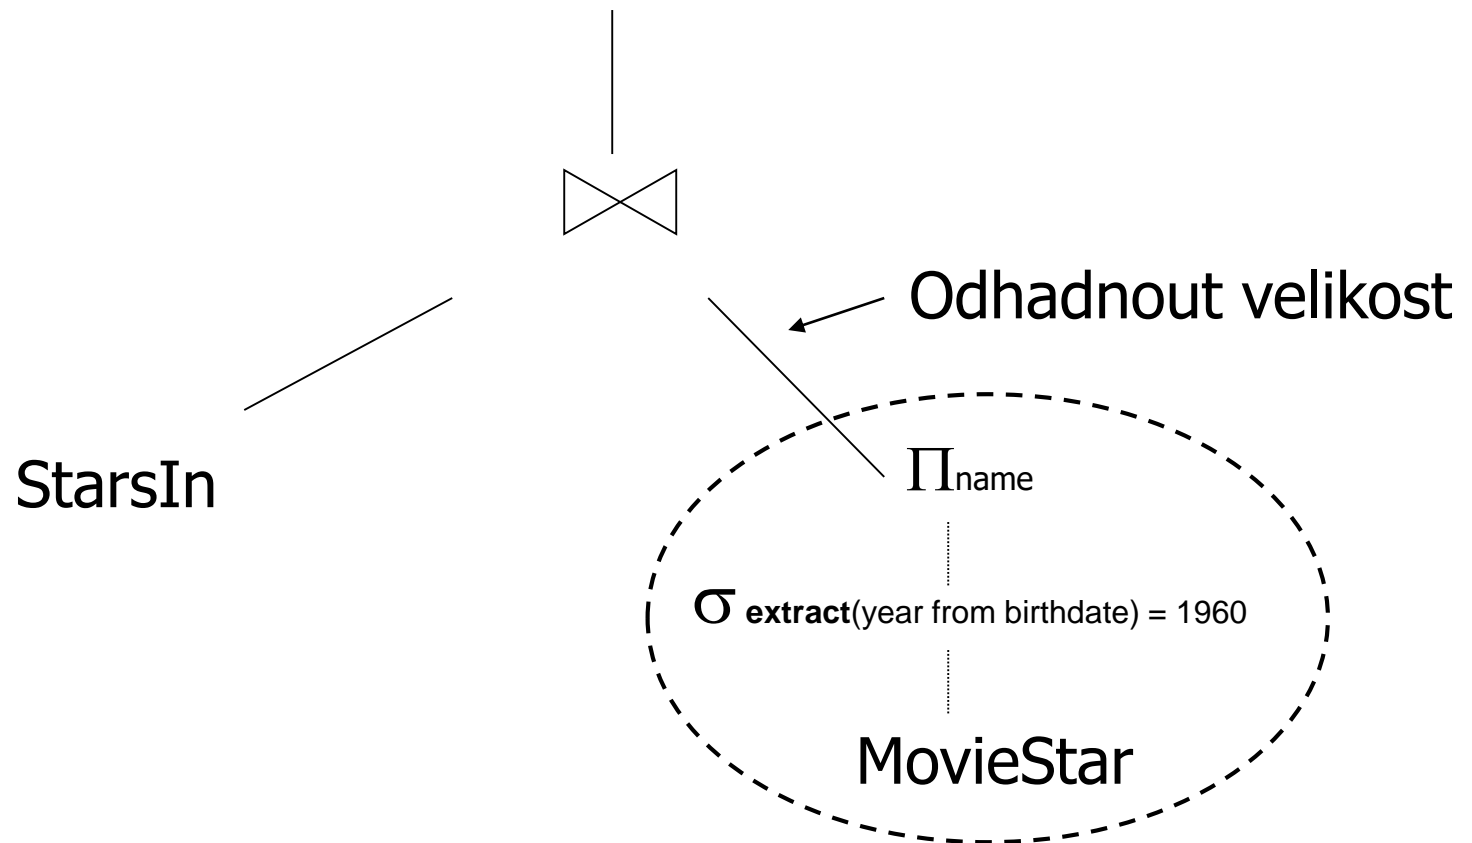 Odhadnout velikost
StarsIn
Πname
σ extract(year from birthdate) = 1960
MovieStar